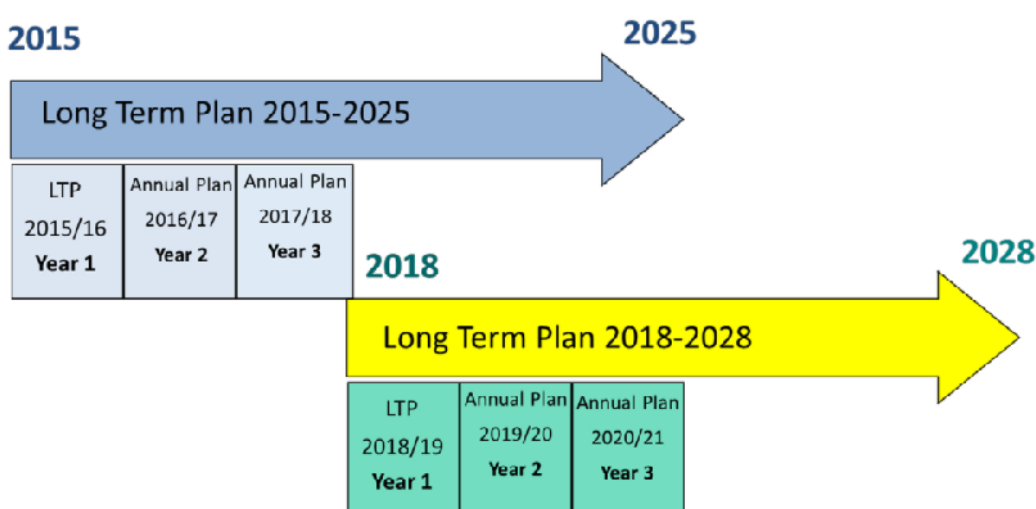 2015
2025
Long Term Plan 2015-2025
LTP
2015/16
Year 1
Annual Plan
2016/17
Year 2
Annual Plan
2017/18
Year 3
2018
2028
Long Term Plan 2018-2028
LTP
2018/19
Year 1
Annual Plan
2019/20
Year 2
Annual Plan
2020/21
Year 3